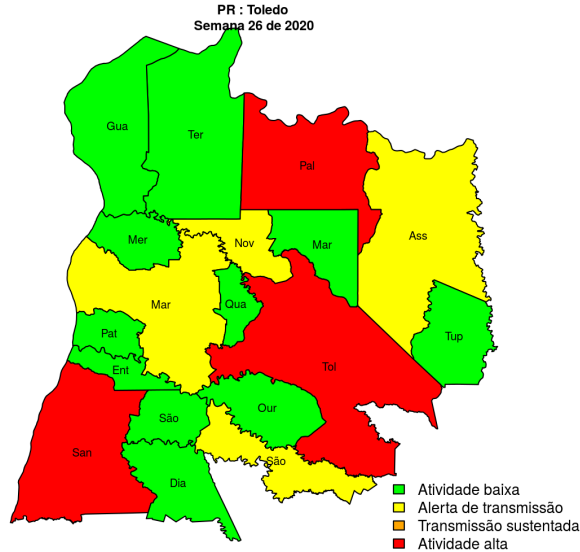 PR : Toledo
Semana 26 de 2020
Gua
Ter
Pal
Ass
Mer
Nov
Mar
Mar
Qua
Pat
Tup
Ent
Tol
Our
São
San
São
Dia
Atividade baixa
Alerta de transmissão
Transmissão sustentada
Atividade alta